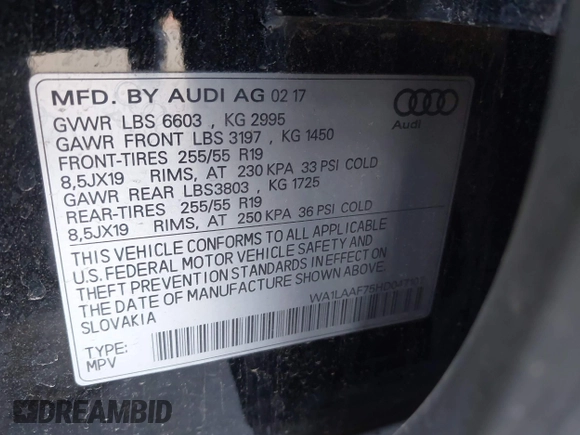 MFD. BY AUDI AG 02 17
GVWR LBS 6603 , KG 2995
GAWR FRONT LBS 3197 , KG 1450
FRONT-TIRES 255/55 R19
8,5JX19 RIMS, AT 230 KPA 33 PSI COLD
GAWR REAR LBS3803 , KG 1725
REAR-TIRES 255/55 R19
8,5JX19 RIMS, AT 250 KPA 36 PSI COLD
Audi
THIS VEHICLE CONFORMS TO ALL APPLICABLE
U.S. FEDERAL MOTOR VEHICLE SAFETY AND
THEFT PREVENTION STANDARDS IN EFFECT ON
THE DATE OF MANUFACTURE SHOWN ABOVE.
SLOVAKIA
TYPE:
MPV
DREAMBID